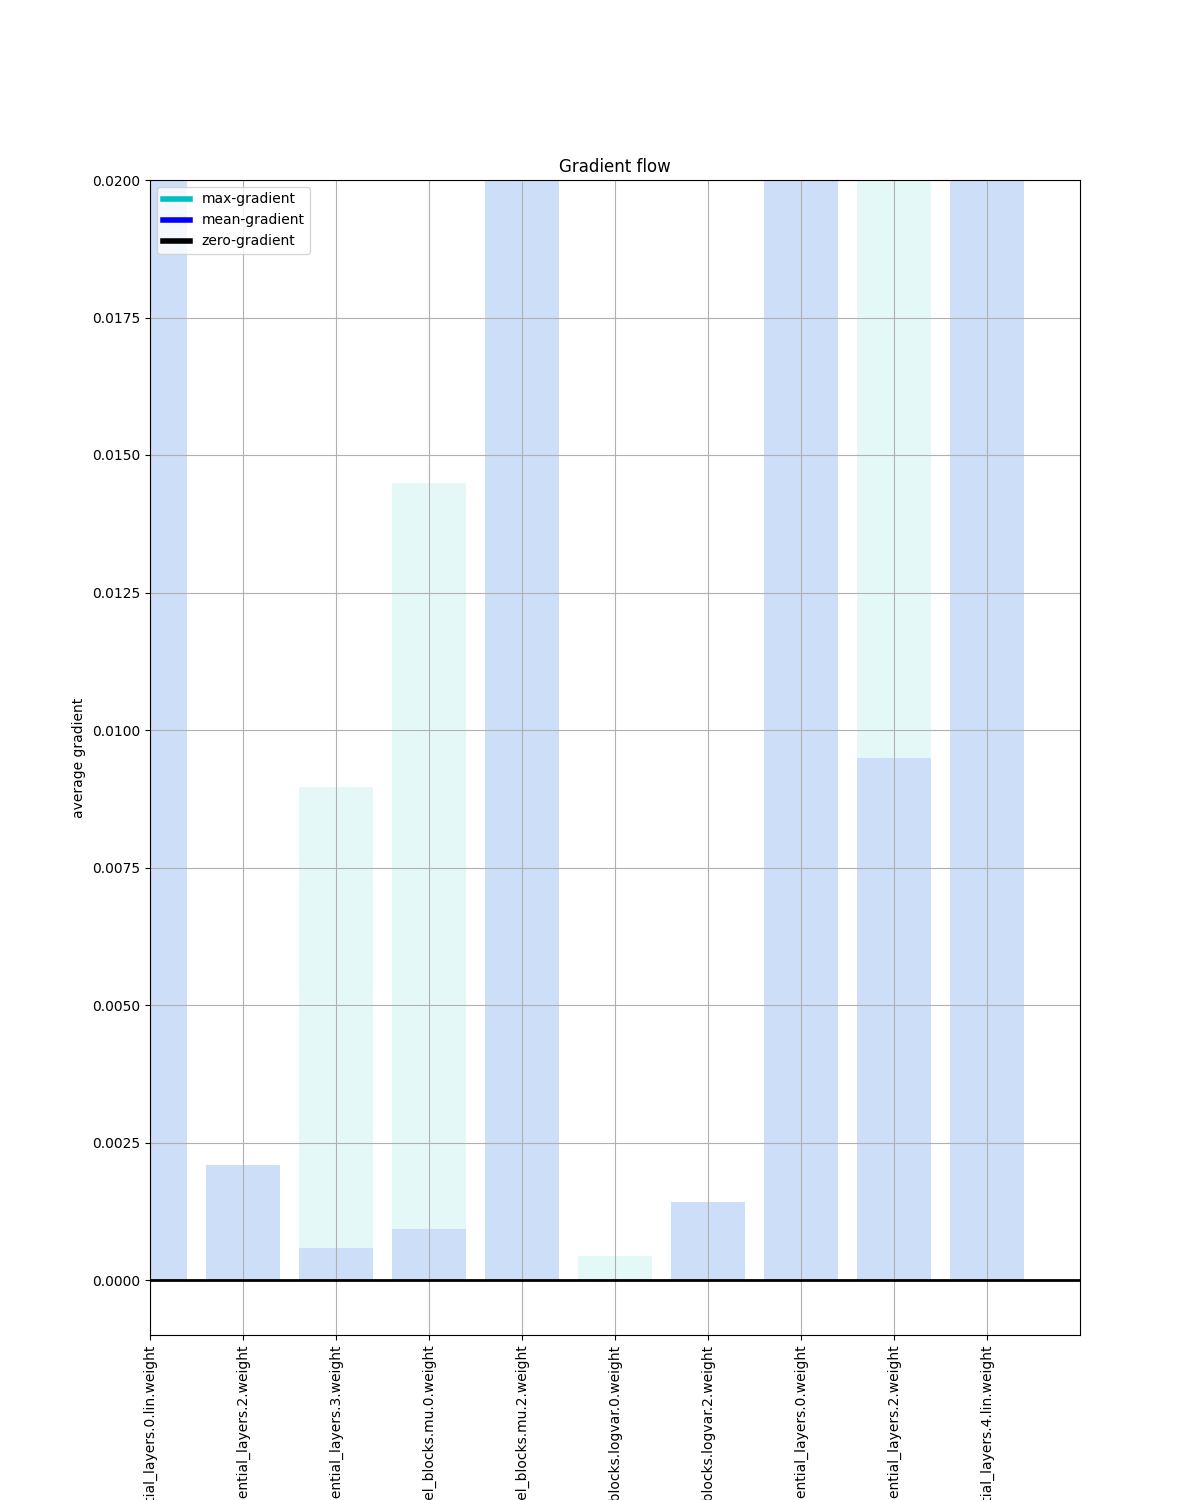 Gradient flow
max-gradient
mean-gradient
zero-gradient
0.0200
0.0175
0.0150
0.0125
0.0100
0.0075
0.0050
0.0025
0.0000
average gradient
tial_layers.0.lin.weight
ential_layers.2.weight
ential_layers.3.weight
el_blocks.mu.0.weight
el_blocks.mu.2.weight
blocks.logvar.0.weight
blocks.logvar.2.weight
ential_layers.0.weight
ential_layers.2.weight
tial_layers.4.lin.weight